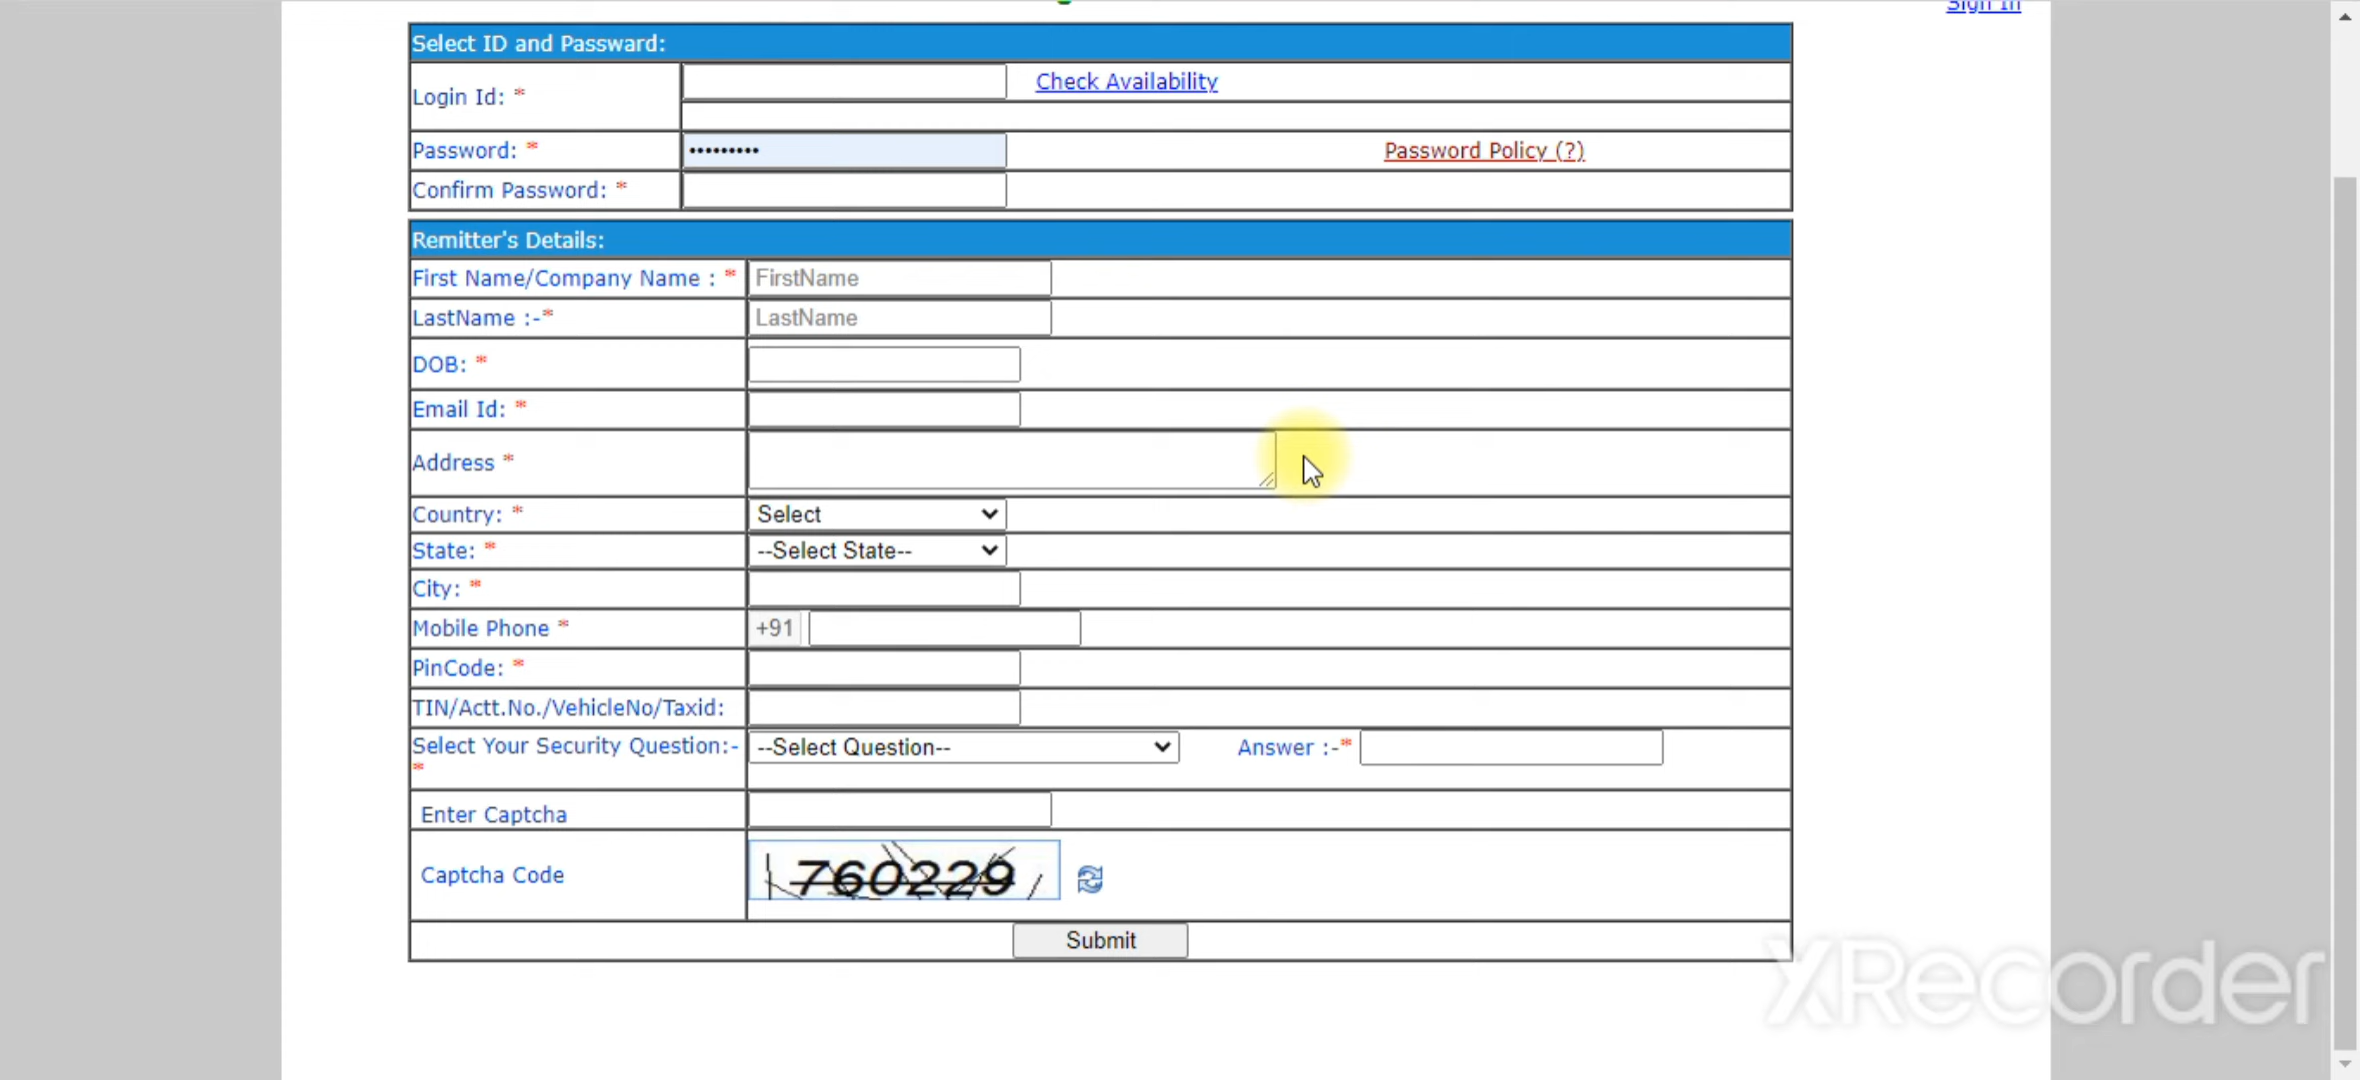 Sign In
Select ID and Passward:
Login Id: *
Check Availability
Password: * ••••••••• Password Policy (?)
Confirm Password: *
Remitter's Details:
First Name/Company Name : * FirstName
LastName :-* LastName
DOB: *
Email Id: *
Address *
Country: * Select
State: * --Select State--
City: *
Mobile Phone * +91
PinCode: *
TIN/Actt.No./VehicleNo/Taxid:
Select Your Security Question:- --Select Question-- Answer :-*
*
Enter Captcha
Captcha Code 760229
Submit
XRecorder